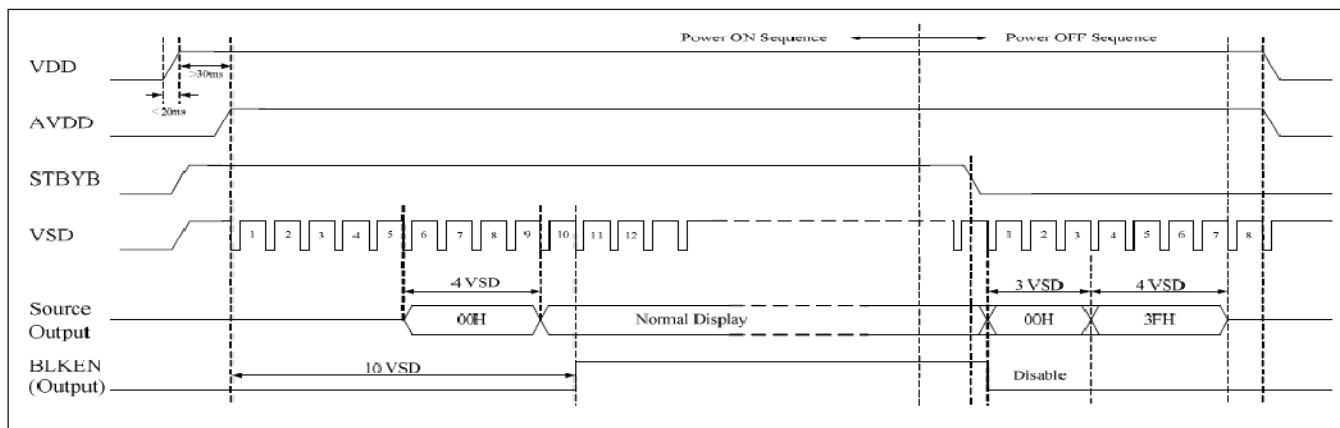 Power ON Sequence Power OFF Sequence
VDD
>30ms
< 20ms
AVDD
STBYB
VSD 1 2 3 4 5 6 7 8 9 10 11 12 1 2 3 4 5 6 7 8
4 VSD 3 VSD 4 VSD
Source
Output
00H Normal Display 00H 3FH
BLKEN
(Output)
10 VSD Disable